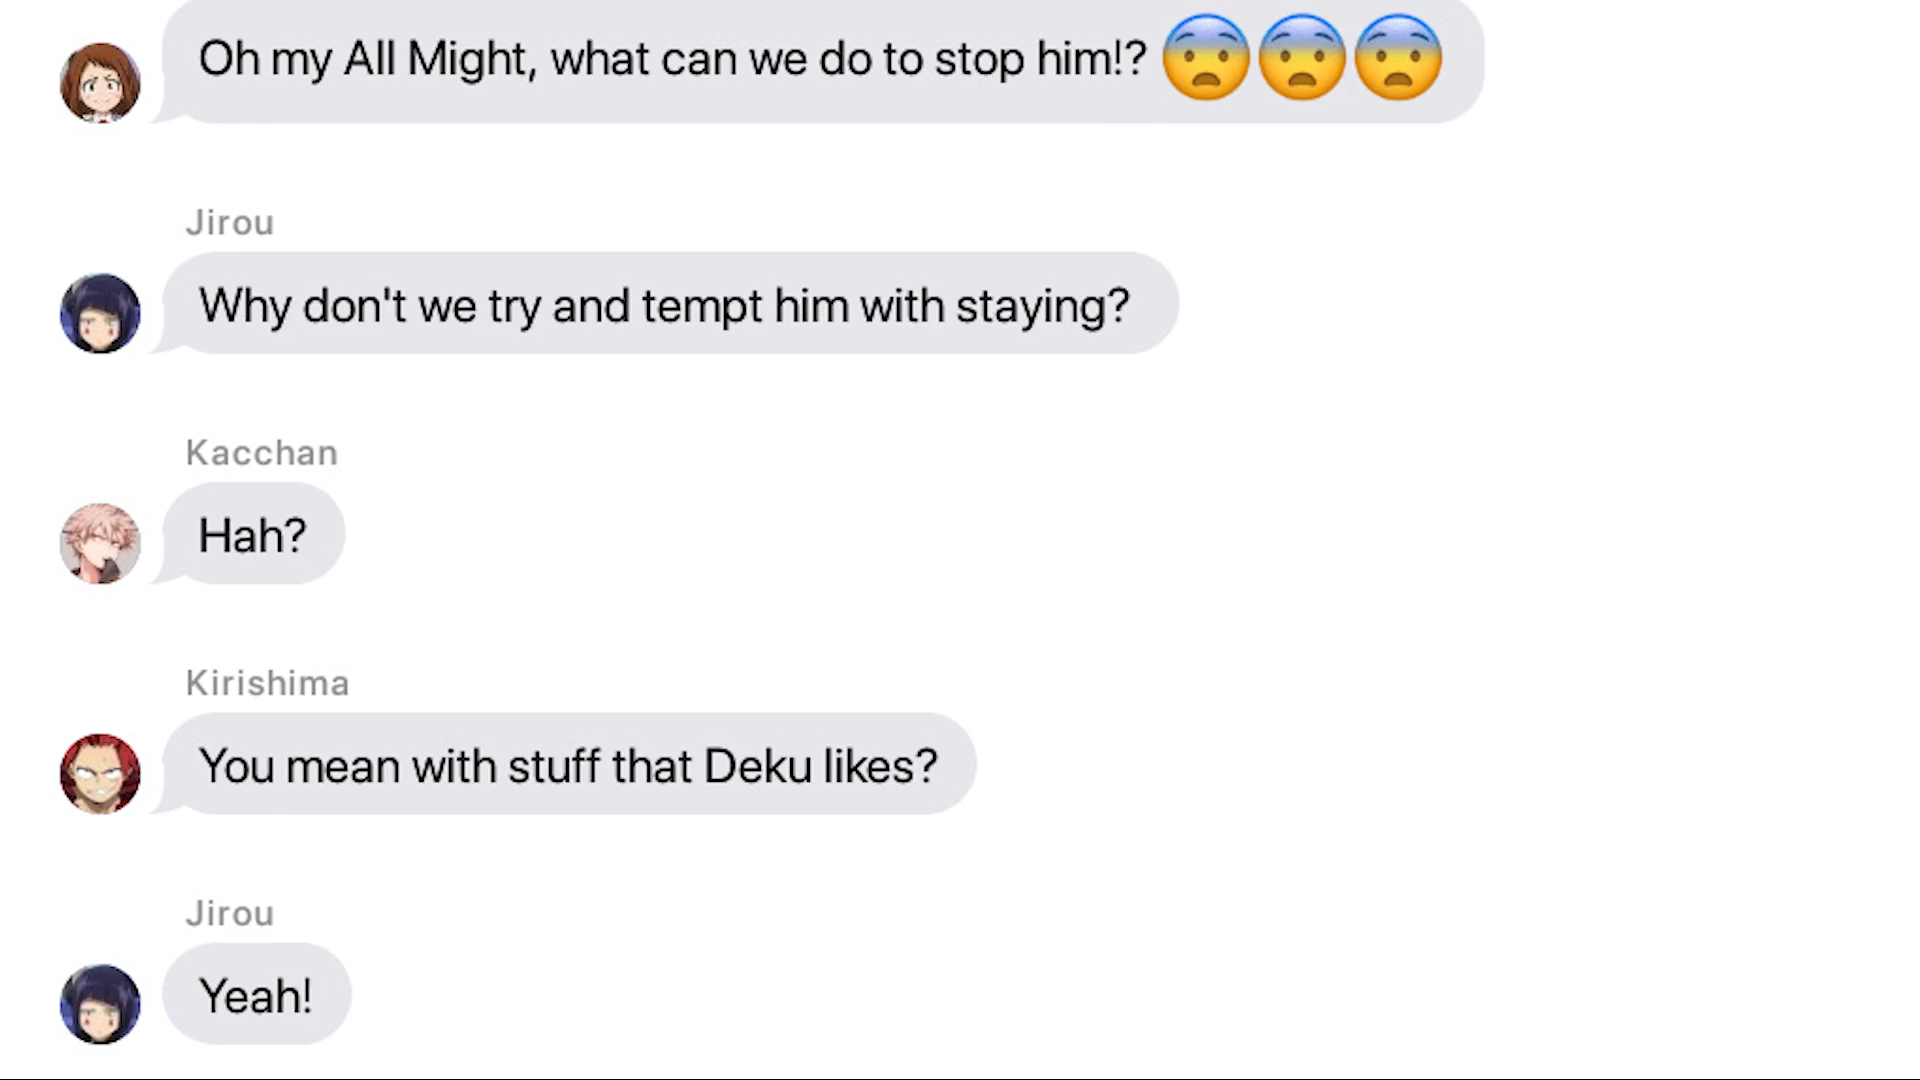 Oh my All Might, what can we do to stop him!? 😨😨😨
Jirou
Why don't we try and tempt him with staying?
Kacchan
Hah?
Kirishima
You mean with stuff that Deku likes?
Jirou
Yeah!